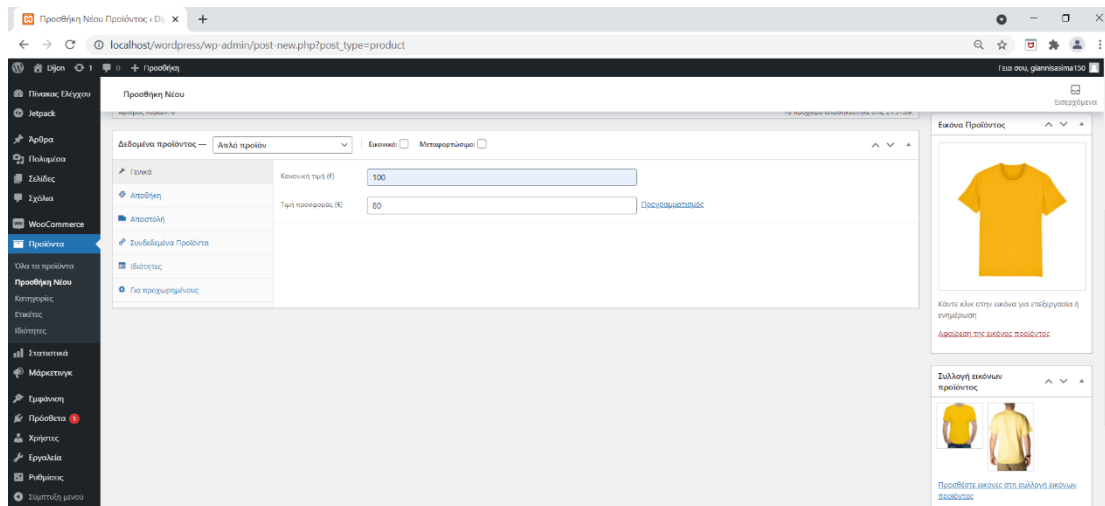 Προσθήκη Νέου Προϊόντος ‹ Dij
localhost/wordpress/wp-admin/post-new.php?post_type=product
Dijon 1 0 Προσθήκη
Γεια σου, giannisasima150
Πίνακας Ελέγχου
Jetpack
Άρθρα
Πολυμέσα
Σελίδες
Σχόλια
WooCommerce
Προϊόντα
Όλα τα προϊόντα
Προσθήκη Νέου
Κατηγορίες
Ετικέτες
Ιδιότητες
Στατιστικά
Μάρκετινγκ
Εμφάνιση
Πρόσθετα 1
Χρήστες
Εργαλεία
Ρυθμίσεις
Σύμπτυξη μενού
Προσθήκη Νέου
Εισερχόμενα
Δεδομένα προϊόντος — Απλό προϊόν Εικονικό: Μεταφορτώσιμο:
Γενικά
Αποθήκη
Αποστολή
Συνδεδεμένα Προϊόντα
Ιδιότητες
Για προχωρημένους
Κανονική τιμή (€) 100
Τιμή προσφοράς (€) 80 Προγραμματισμός
Εικόνα Προϊόντος
Κάντε κλικ στην εικόνα για επεξεργασία ή
ενημέρωση
Αφαίρεση της εικόνας προϊόντος
Συλλογή εικόνων
προϊόντος
Προσθέστε εικόνες στη συλλογή εικόνων
προϊόντος